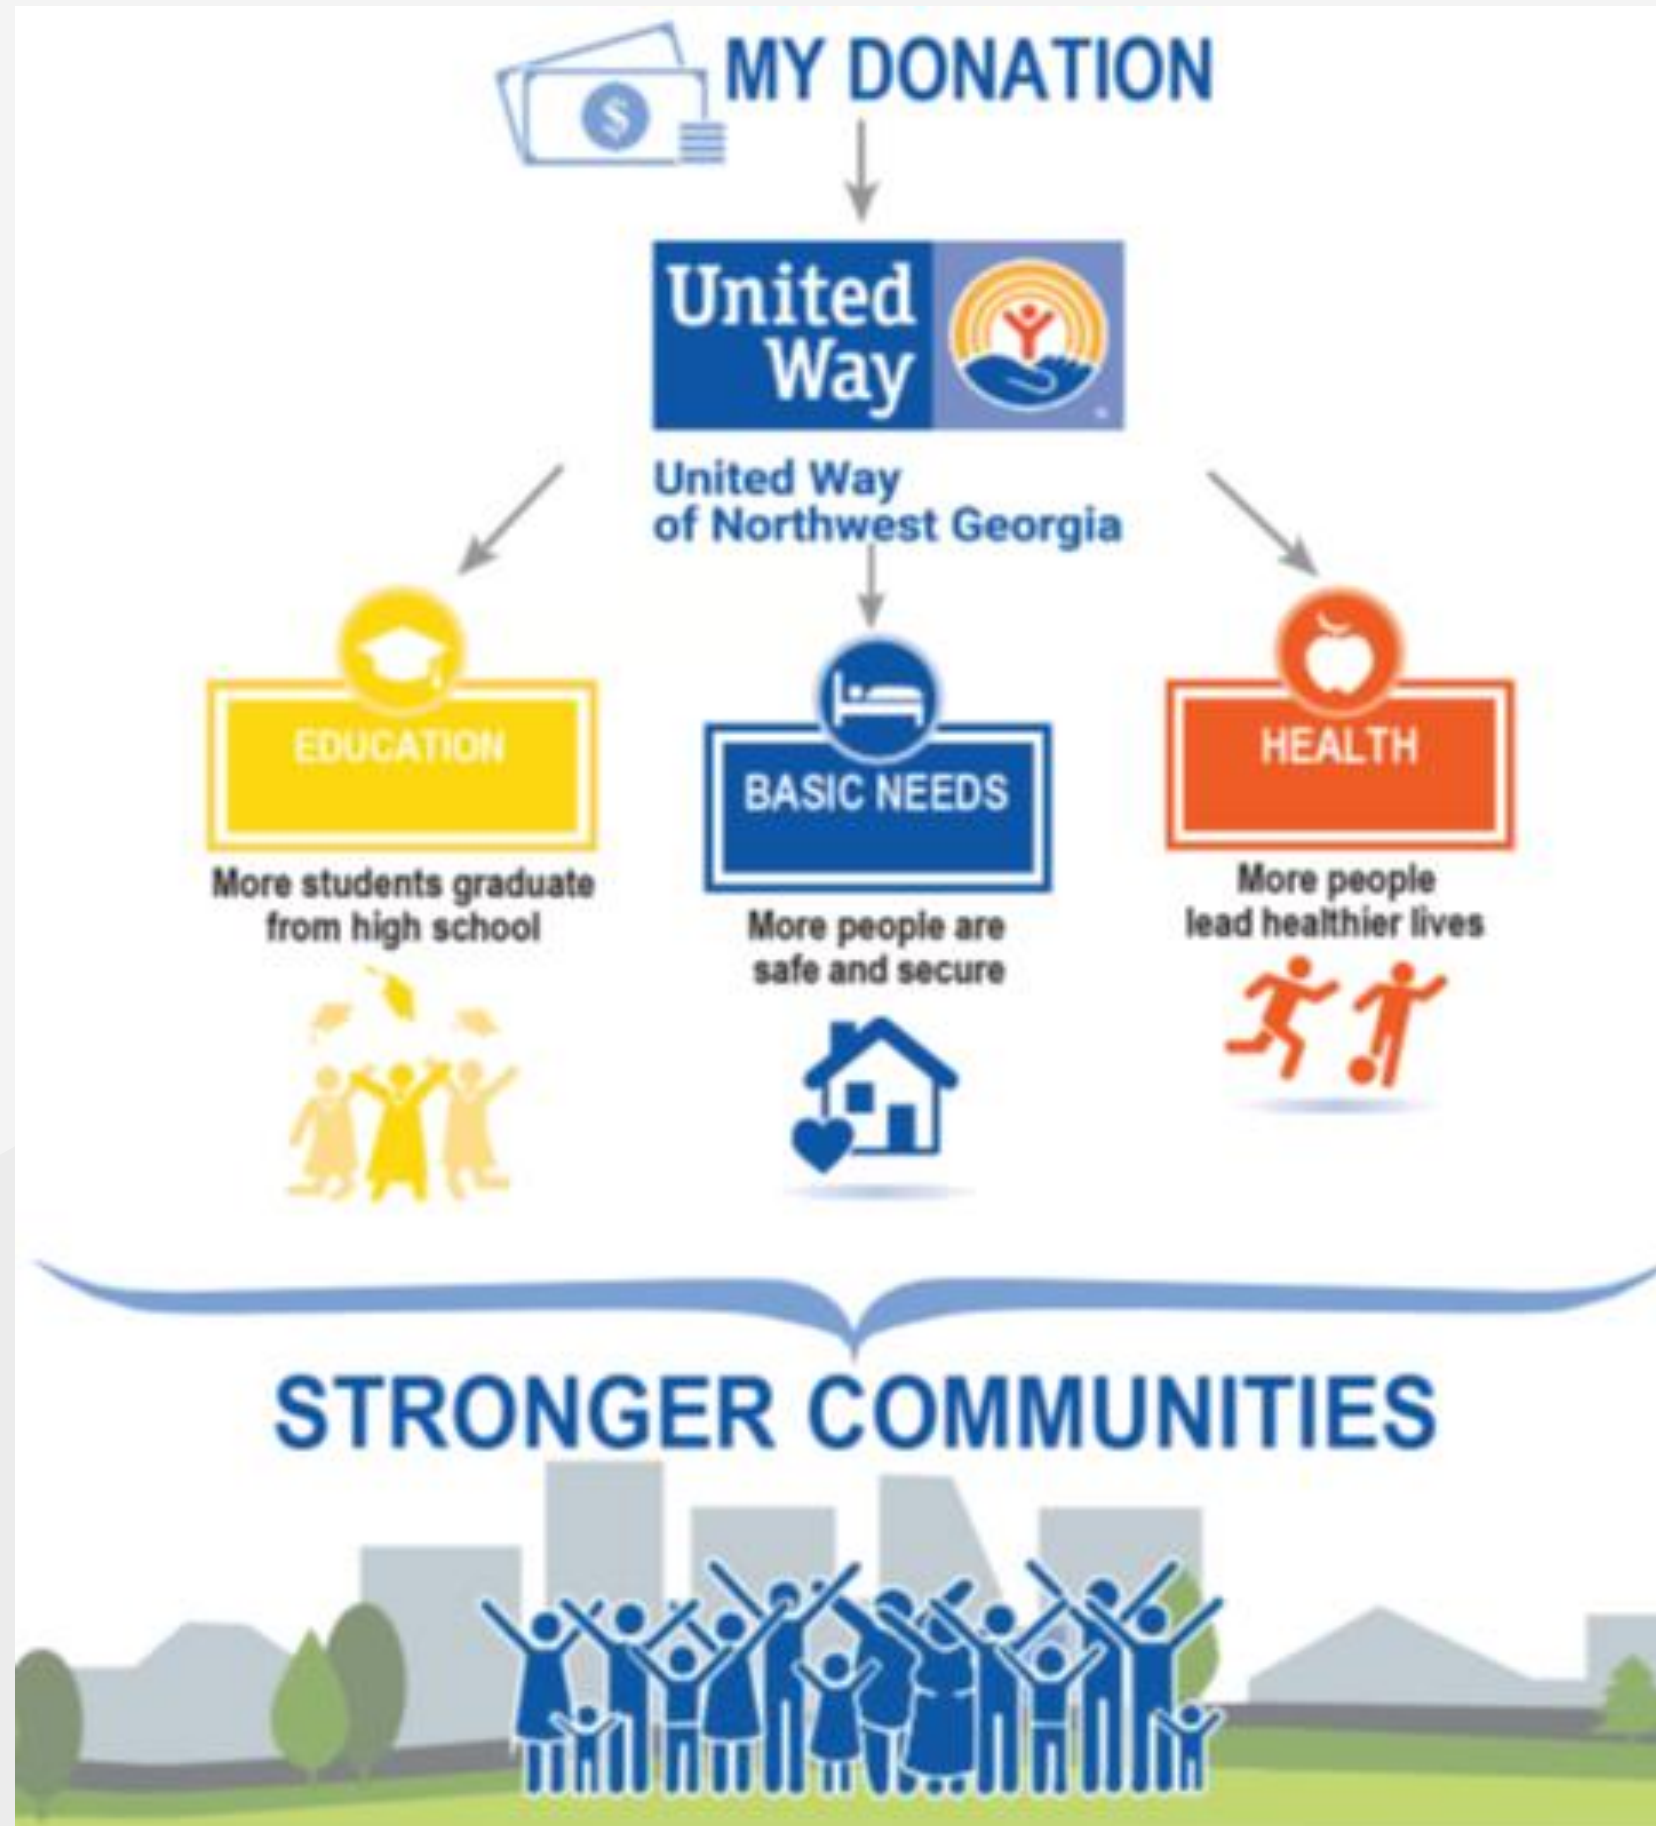 MY DONATION
United
Way
United Way
of Northwest Georgia
EDUCATION
More students graduate
from high school
BASIC NEEDS
More people are
safe and secure
HEALTH
More people
lead healthier lives
STRONGER COMMUNITIES